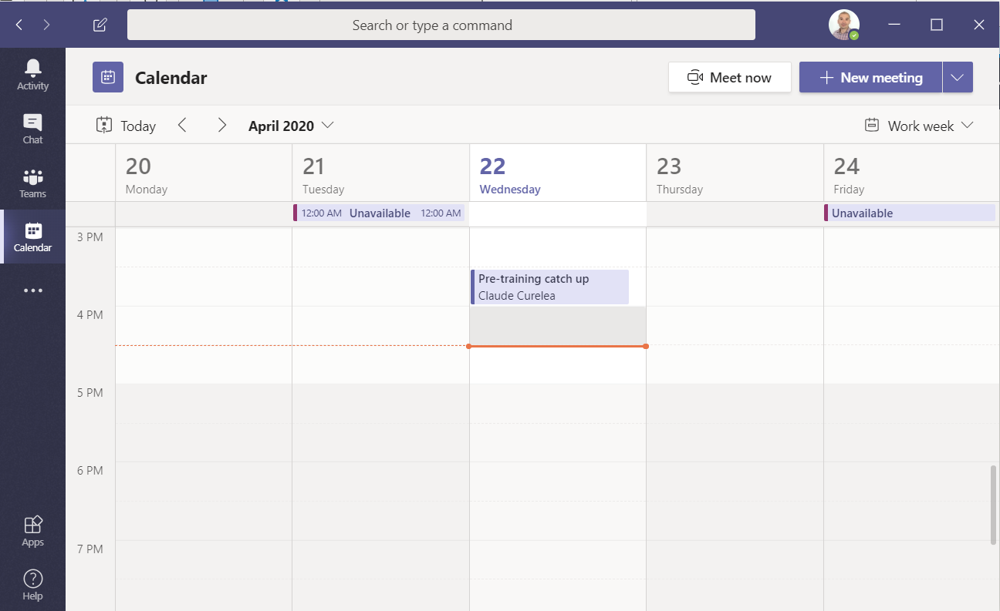 Search or type a command
Activity
Chat
Teams
Calendar
Apps
Help
Calendar
Meet now
New meeting
Today
April 2020
Work week
20
Monday
21
Tuesday
22
Wednesday
23
Thursday
24
Friday
12:00 AM Unavailable 12:00 AM
Unavailable
3 PM
Pre-training catch up
Claude Curelea
4 PM
5 PM
6 PM
7 PM